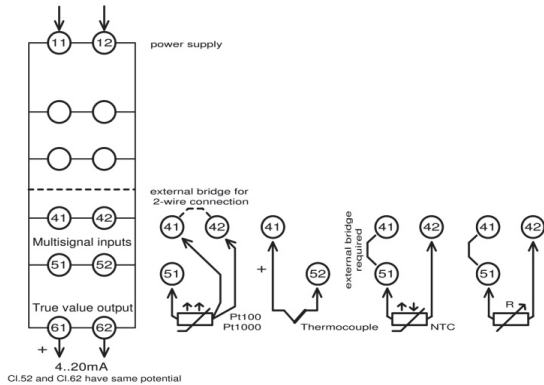 11 12 power supply
external bridge for
2-wire connection
41 42 41 42 41 42 41 42
Multisignal inputs
external bridge
required
51 52 51 + 52 51 51
True value output
Pt100
Pt1000
Thermocouple
NTC
R
61 62
+
4..20mA
Cl.52 and Cl.62 have same potential